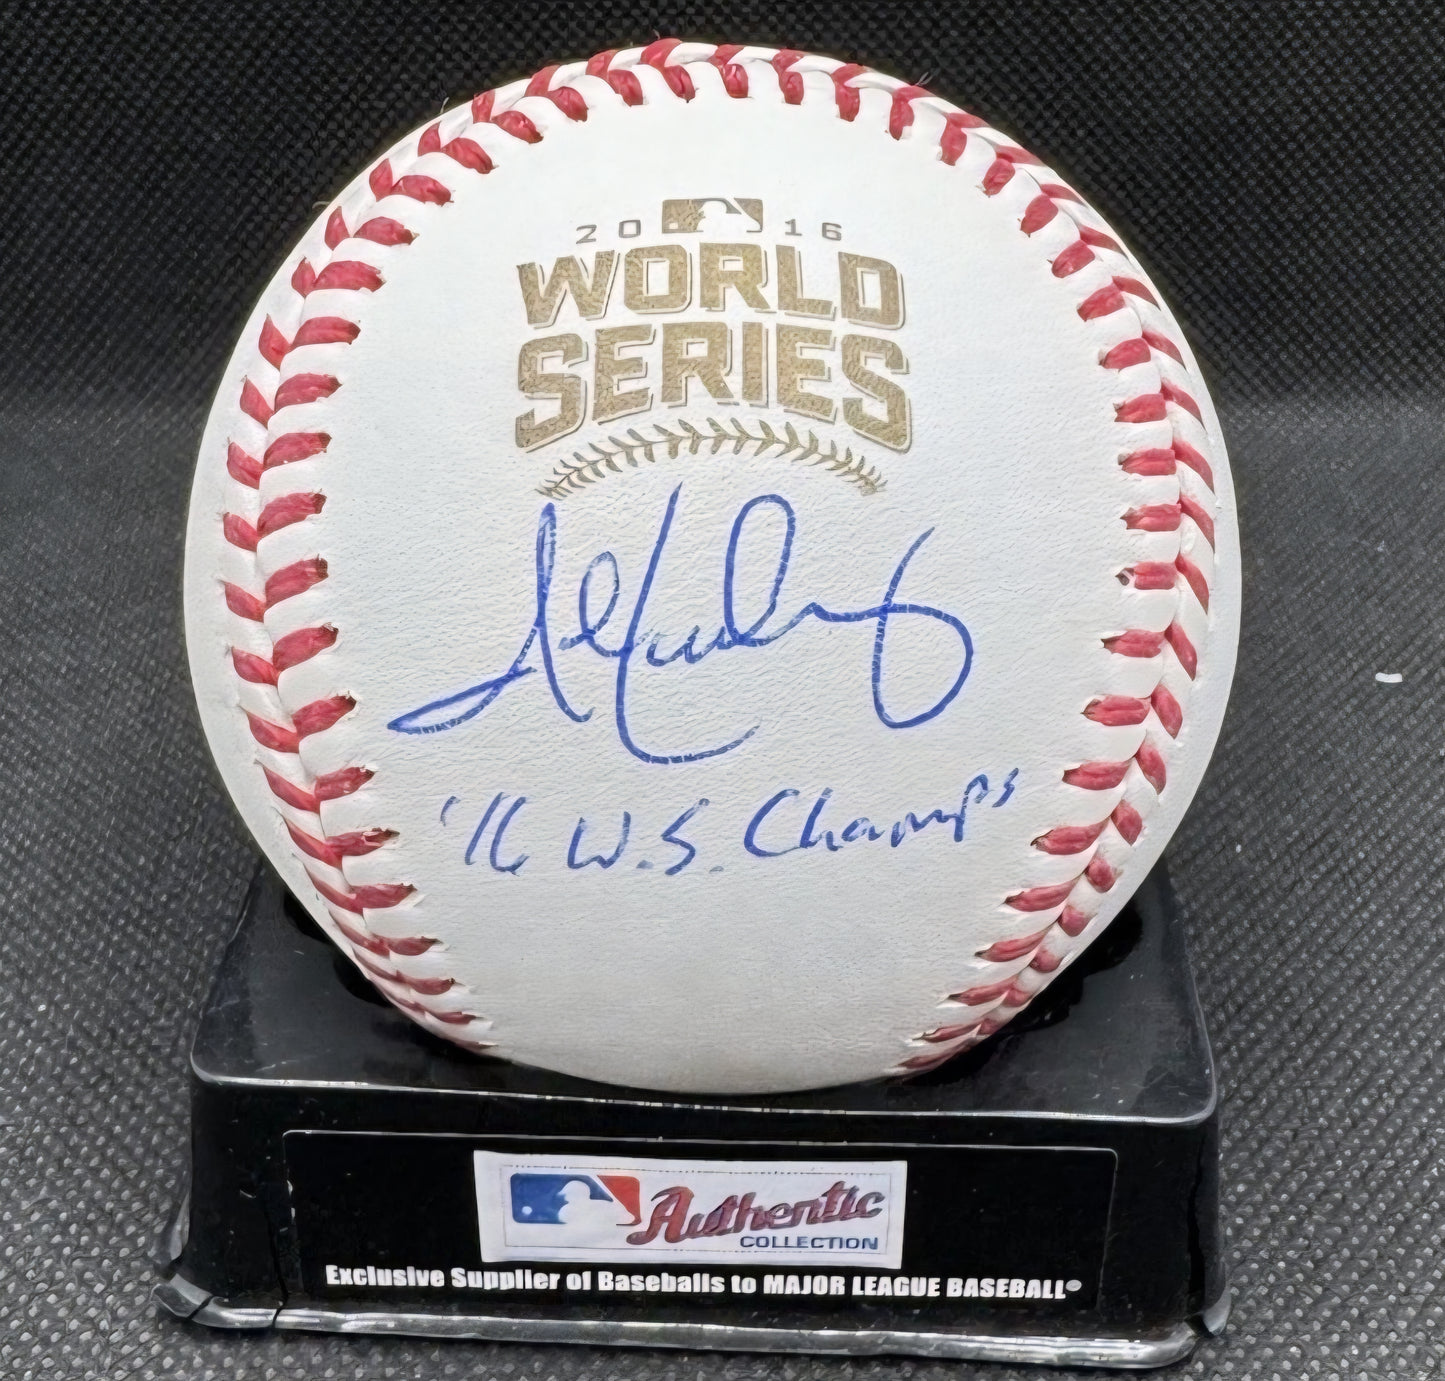 2016
WORLD
SERIES
'16 W.S. Champs
Authentic
COLLECTION
Exclusive Supplier of Baseballs to MAJOR LEAGUE BASEBALL®